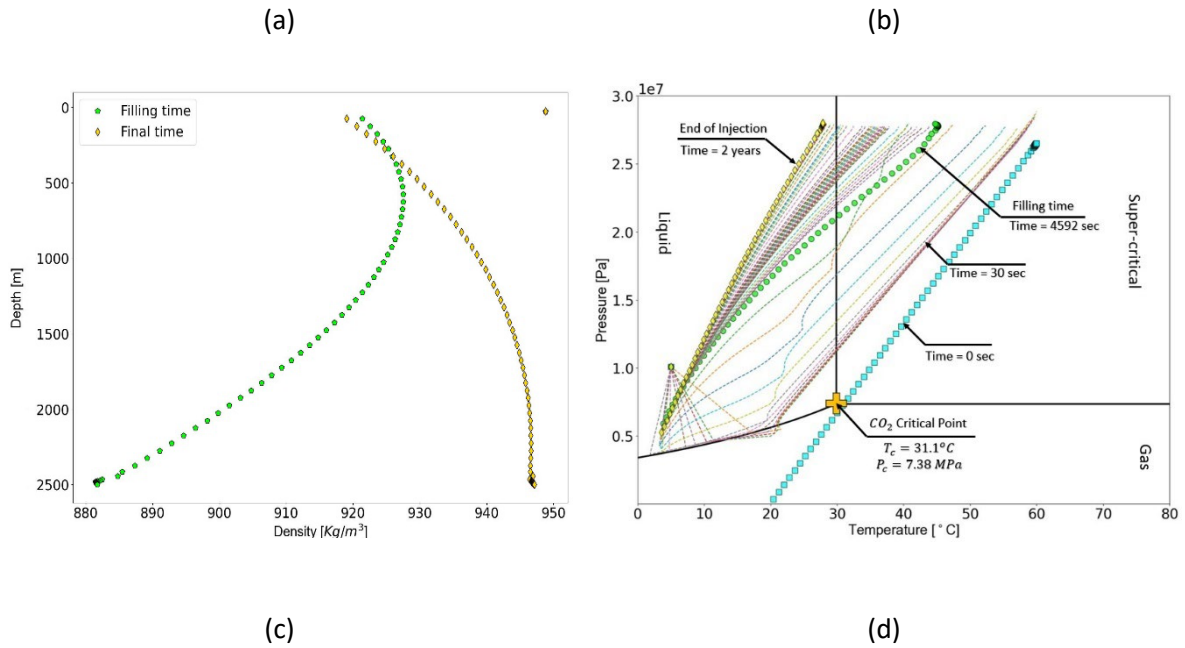 (a)
(b)
Filling time
Final time
0
500
1000
1500
2000
2500
Depth [m]
880
890
900
910
920
930
940
950
Density [Kg/m³]
1e7
3.0
2.5
2.0
1.5
1.0
0.5
Pressure [Pa]
End of Injection
Time = 2 years
Liquid
Filling time
Time = 4592 sec
Super-critical
Time = 30 sec
Time = 0 sec
CO₂ Critical Point
T_c = 31.1°C
P_c = 7.38 MPa
Gas
0
10
20
30
40
50
60
70
80
Temperature [°C]
(c)
(d)